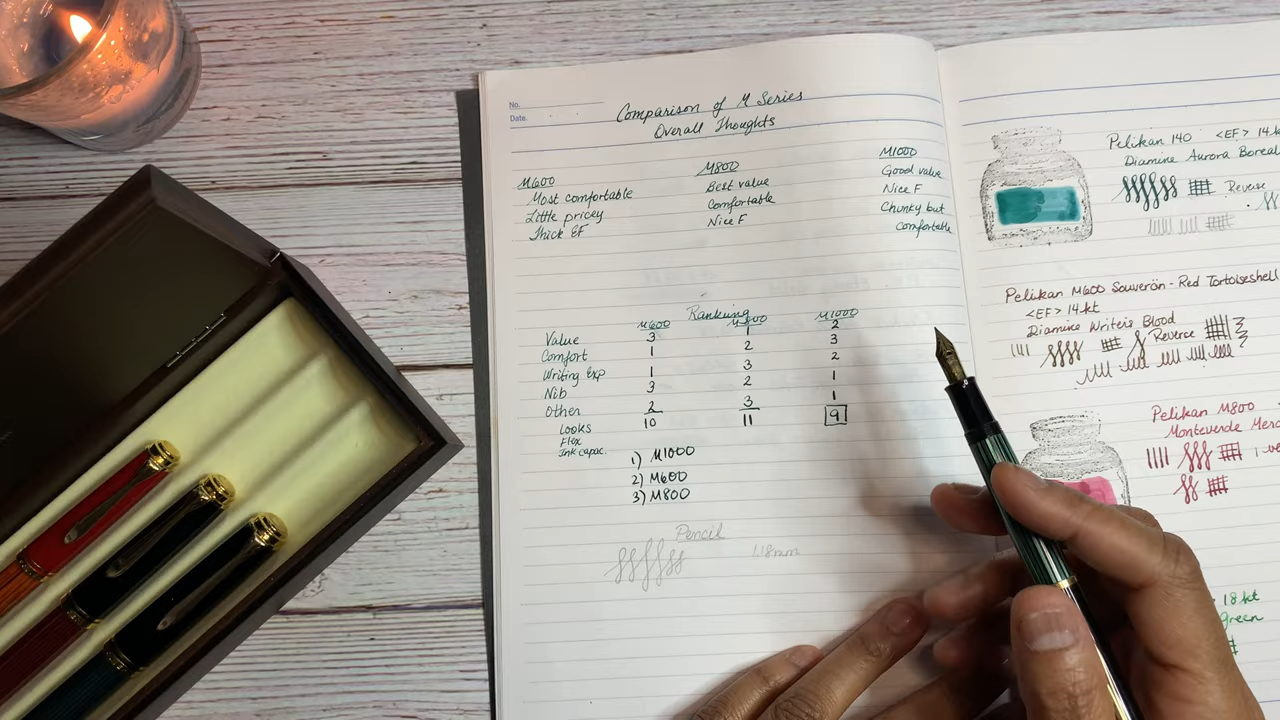 No.
Date.
Comparison of M Series
Overall Thoughts
M600
Most comfortable
Little pricey
Thick EF
M800
Best value
Comfortable
Nice F
M1000
Good value
Nice F
Chunky but
comfortable
Ranking
M600 M800 M1000
Value 3 1 2
Comfort 1 2 3
Writing Exp 1 3 2
Nib 3 2 1
Other 2 3 1
Looks 10 11 9
Flex
Ink capac.
1) M1000
2) M600
3) M800
Pencil
1.18mm
Pelikan 140 <EF> 14k
Diamine Aurora Boreal
Reverse
Pelikan M600 Souverän - Red Tortoiseshell
<EF> 14kt
Diamine Writer's Blood
Reverse
Pelikan M800
Monteverde
18kt
green